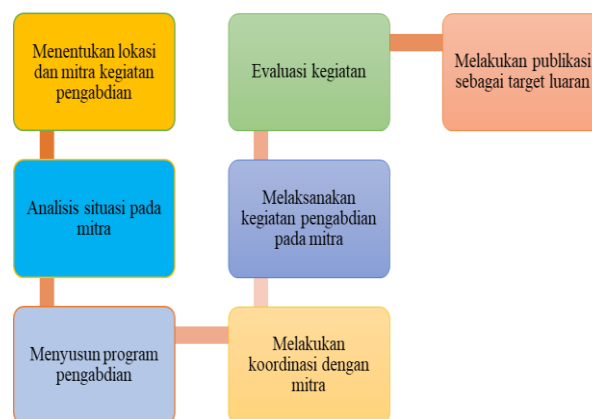 Menentukan lokasi
dan mitra kegiatan
pengabdian
Analisis situasi pada
mitra
Menyusun program
pengabdian
Melakukan
koordinasi dengan
mitra
Melaksanakan
kegiatan pengabdian
pada mitra
Evaluasi kegiatan
Melakukan publikasi
sebagai target luaran